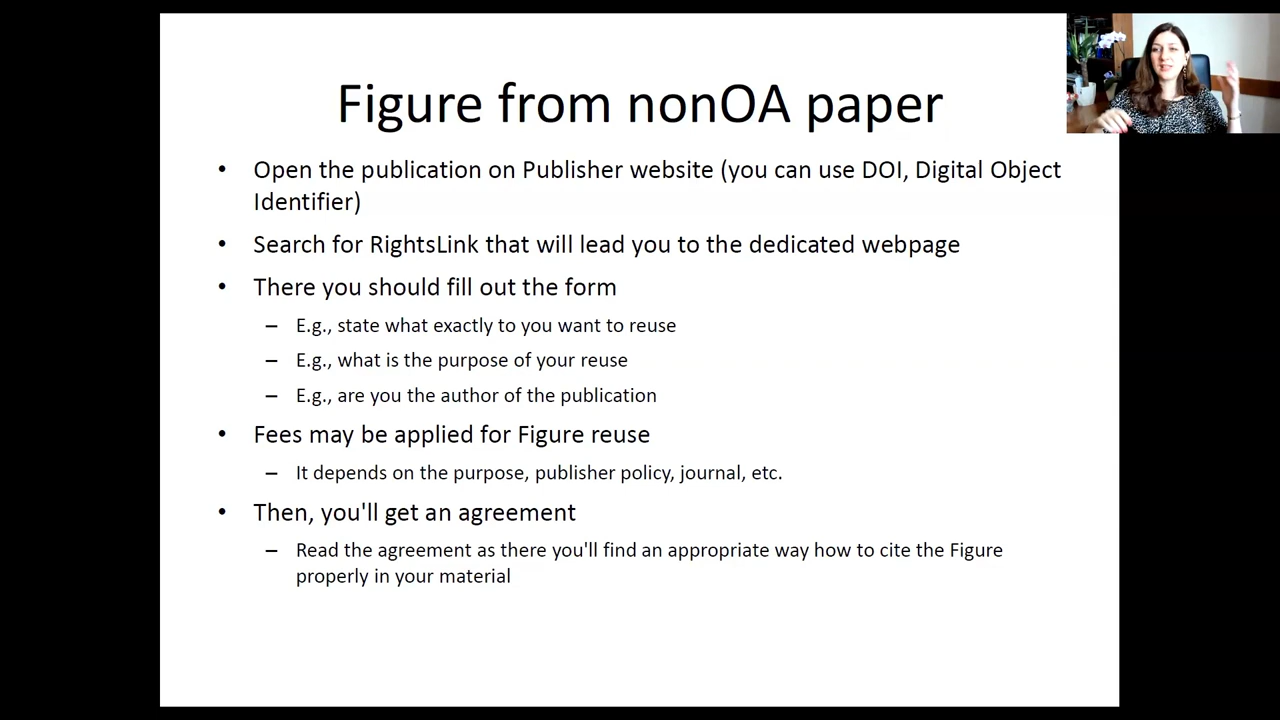 Figure from nonOA paper
• Open the publication on Publisher website (you can use DOI, Digital Object
Identifier)
• Search for RightsLink that will lead you to the dedicated webpage
• There you should fill out the form
– E.g., state what exactly to you want to reuse
– E.g., what is the purpose of your reuse
– E.g., are you the author of the publication
• Fees may be applied for Figure reuse
– It depends on the purpose, publisher policy, journal, etc.
• Then, you'll get an agreement
– Read the agreement as there you'll find an appropriate way how to cite the Figure
properly in your material